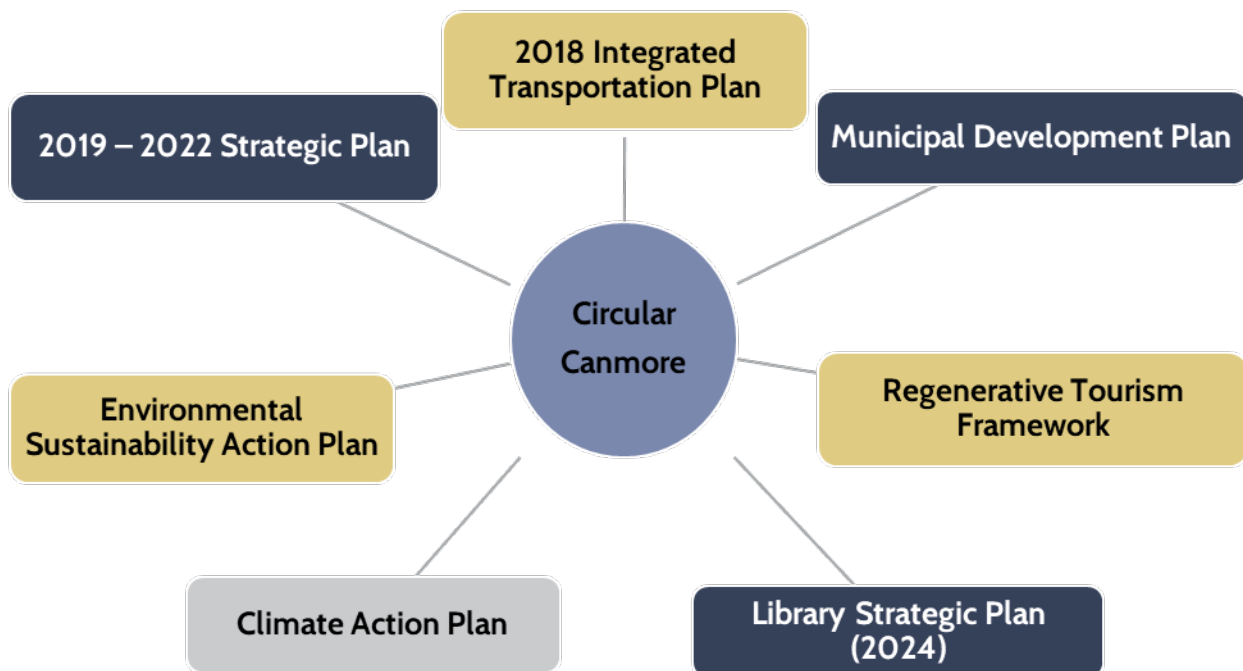 2018 Integrated
Transportation Plan
2019 – 2022 Strategic Plan
Municipal Development Plan
Circular
Canmore
Environmental
Sustainability Action Plan
Regenerative Tourism
Framework
Climate Action Plan
Library Strategic Plan
(2024)